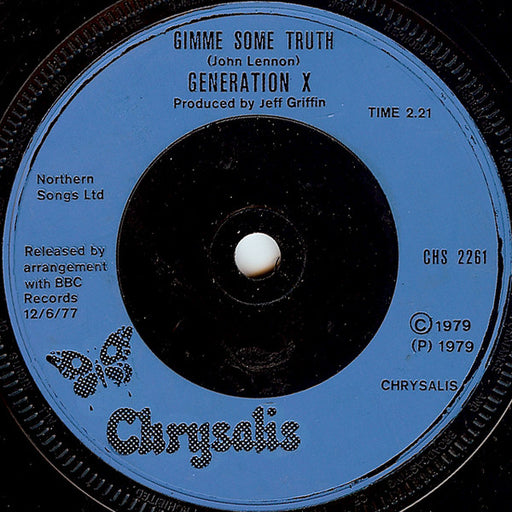 GIMME SOME TRUTH
(John Lennon)
GENERATION X
Produced by Jeff Griffin
TIME 2.21
Northern
Songs Ltd
Released by
arrangement
with BBC
Records
12/6/77
CHS 2261
Ⓒ1979
(P) 1979
CHRYSALIS
Chrysalis